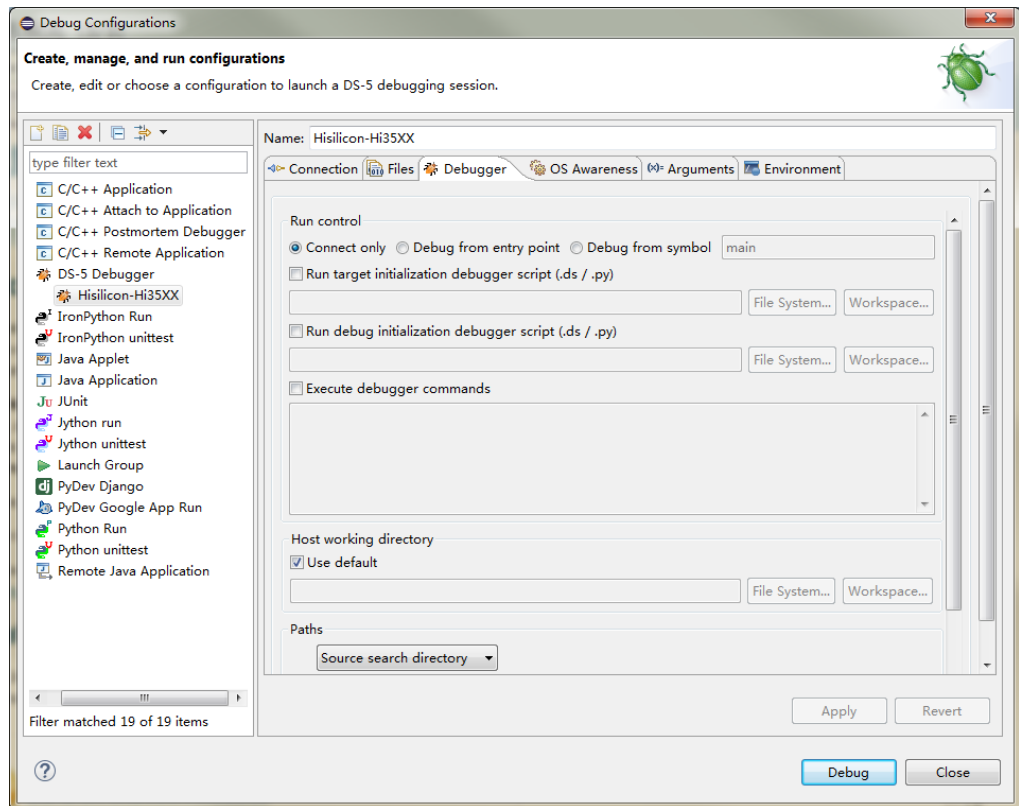 Debug Configurations
Create, manage, and run configurations
Create, edit or choose a configuration to launch a DS-5 debugging session.
type filter text
C/C++ Application
C/C++ Attach to Application
C/C++ Postmortem Debugger
C/C++ Remote Application
DS-5 Debugger
Hisilicon-Hi35XX
IronPython Run
IronPython unittest
Java Applet
Java Application
Ju JUnit
Jython run
Jython unittest
Launch Group
dj PyDev Django
PyDev Google App Run
Python Run
Python unittest
Remote Java Application
Filter matched 19 of 19 items
Name: Hisilicon-Hi35XX
Connection Files Debugger OS Awareness (x)= Arguments Environment
Run control
Connect only Debug from entry point Debug from symbol main
Run target initialization debugger script (.ds / .py)
File System... Workspace...
Run debug initialization debugger script (.ds / .py)
File System... Workspace...
Execute debugger commands
Host working directory
Use default
File System... Workspace...
Paths
Source search directory
Apply Revert
? Debug Close